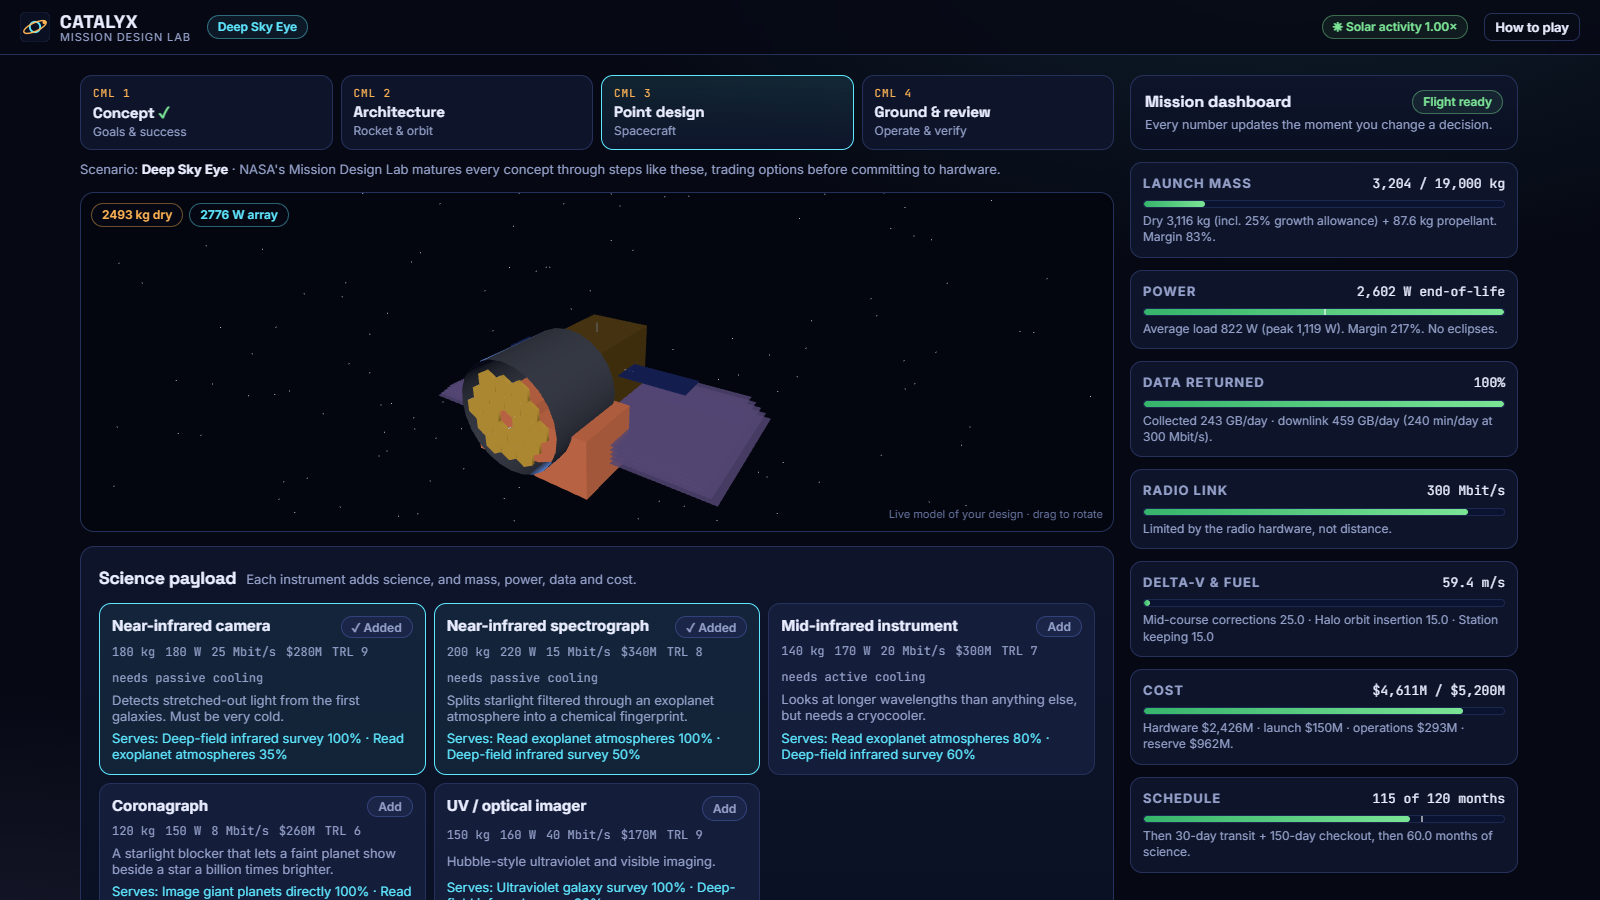 CATALYX
MISSION DESIGN LAB
Deep Sky Eye
Solar activity 1.00×
How to play
CML 1
Concept ✓
Goals & success
CML 2
Architecture
Rocket & orbit
CML 3
Point design
Spacecraft
CML 4
Ground & review
Operate & verify
Scenario: Deep Sky Eye · NASA's Mission Design Lab matures every concept through steps like these, trading options before committing to hardware.
2493 kg dry
2776 W array
Live model of your design · drag to rotate
Science payload
Each instrument adds science, and mass, power, data and cost.
Near-infrared camera
✓ Added
180 kg 180 W 25 Mbit/s $280M TRL 9
needs passive cooling
Detects stretched-out light from the first
galaxies. Must be very cold.
Serves: Deep-field infrared survey 100% · Read
exoplanet atmospheres 35%
Near-infrared spectrograph
✓ Added
200 kg 220 W 15 Mbit/s $340M TRL 8
needs passive cooling
Splits starlight filtered through an exoplanet
atmosphere into a chemical fingerprint.
Serves: Read exoplanet atmospheres 100% ·
Deep-field infrared survey 50%
Mid-infrared instrument
Add
140 kg 170 W 20 Mbit/s $300M TRL 7
needs active cooling
Looks at longer wavelengths than anything else,
but needs a cryocooler.
Serves: Read exoplanet atmospheres 80% ·
Deep-field infrared survey 60%
Coronagraph
Add
120 kg 150 W 8 Mbit/s $260M TRL 6
A starlight blocker that lets a faint planet show
beside a star a billion times brighter.
Serves: Image giant planets directly 100% · Read
UV / optical imager
Add
150 kg 160 W 40 Mbit/s $170M TRL 9
Hubble-style ultraviolet and visible imaging.
Serves: Ultraviolet galaxy survey 100% · Deep-
Mission dashboard
Flight ready
Every number updates the moment you change a decision.
LAUNCH MASS
3,204 / 19,000 kg
Dry 3,116 kg (incl. 25% growth allowance) + 87.6 kg propellant.
Margin 83%.
POWER
2,602 W end-of-life
Average load 822 W (peak 1,119 W). Margin 217%. No eclipses.
DATA RETURNED
100%
Collected 243 GB/day · downlink 459 GB/day (240 min/day at
300 Mbit/s).
RADIO LINK
300 Mbit/s
Limited by the radio hardware, not distance.
DELTA-V & FUEL
59.4 m/s
Mid-course corrections 25.0 · Halo orbit insertion 15.0 · Station
keeping 15.0
COST
$4,611M / $5,200M
Hardware $2,426M · launch $150M · operations $293M ·
reserve $962M.
SCHEDULE
115 of 120 months
Then 30-day transit + 150-day checkout, then 60.0 months of
science.